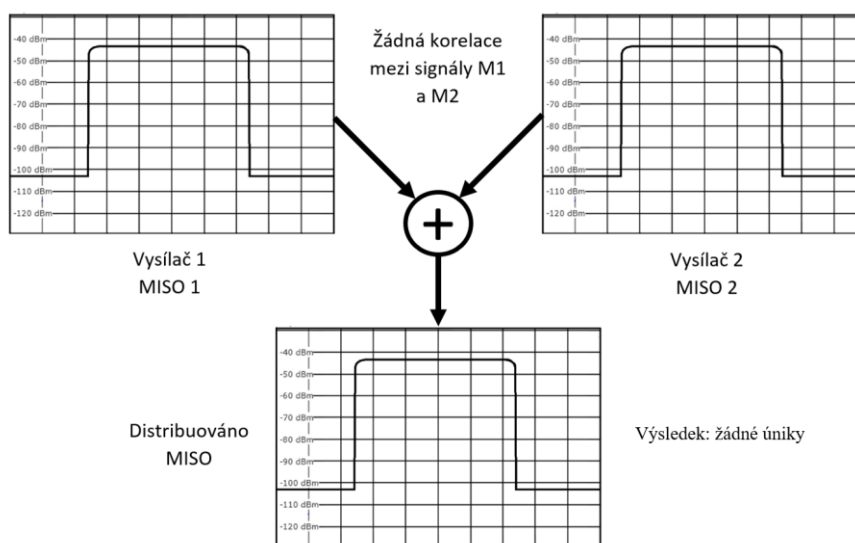 -40 dBm
-50 dBm
-60 dBm
-70 dBm
-80 dBm
-90 dBm
-100 dBm
-110 dBm
-120 dBm
Vysílač 1
MISO 1
Žádná korelace
mezi signály M1
a M2
-40 dBm
-50 dBm
-60 dBm
-70 dBm
-80 dBm
-90 dBm
-100 dBm
-110 dBm
-120 dBm
Vysílač 2
MISO 2
+
Distribuováno
MISO
-40 dBm
-50 dBm
-60 dBm
-70 dBm
-80 dBm
-90 dBm
-100 dBm
-110 dBm
-120 dBm
Výsledek: žádné úniky